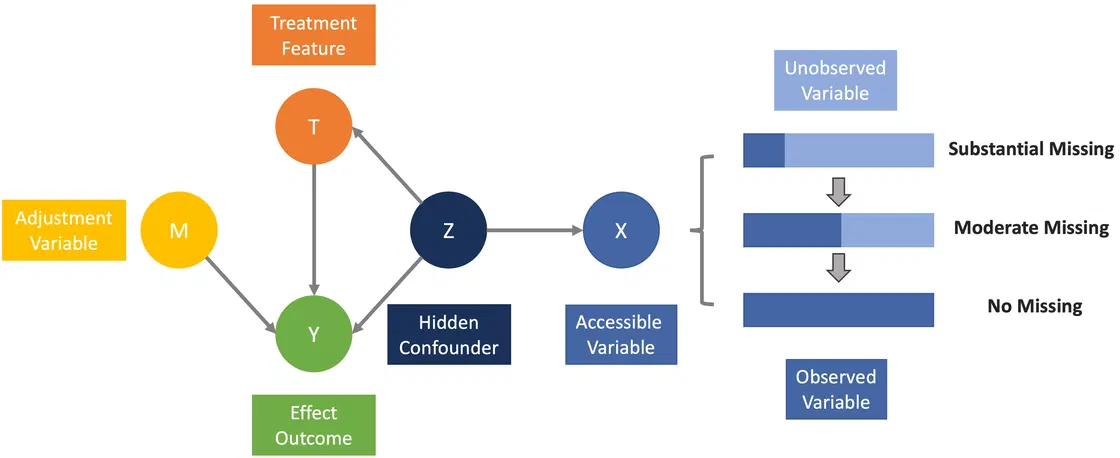 Treatment
Feature
T
Adjustment
Variable
M
Z
X
Y
Hidden
Confounder
Accessible
Variable
Effect
Outcome
Unobserved
Variable
Substantial Missing
Moderate Missing
No Missing
Observed
Variable